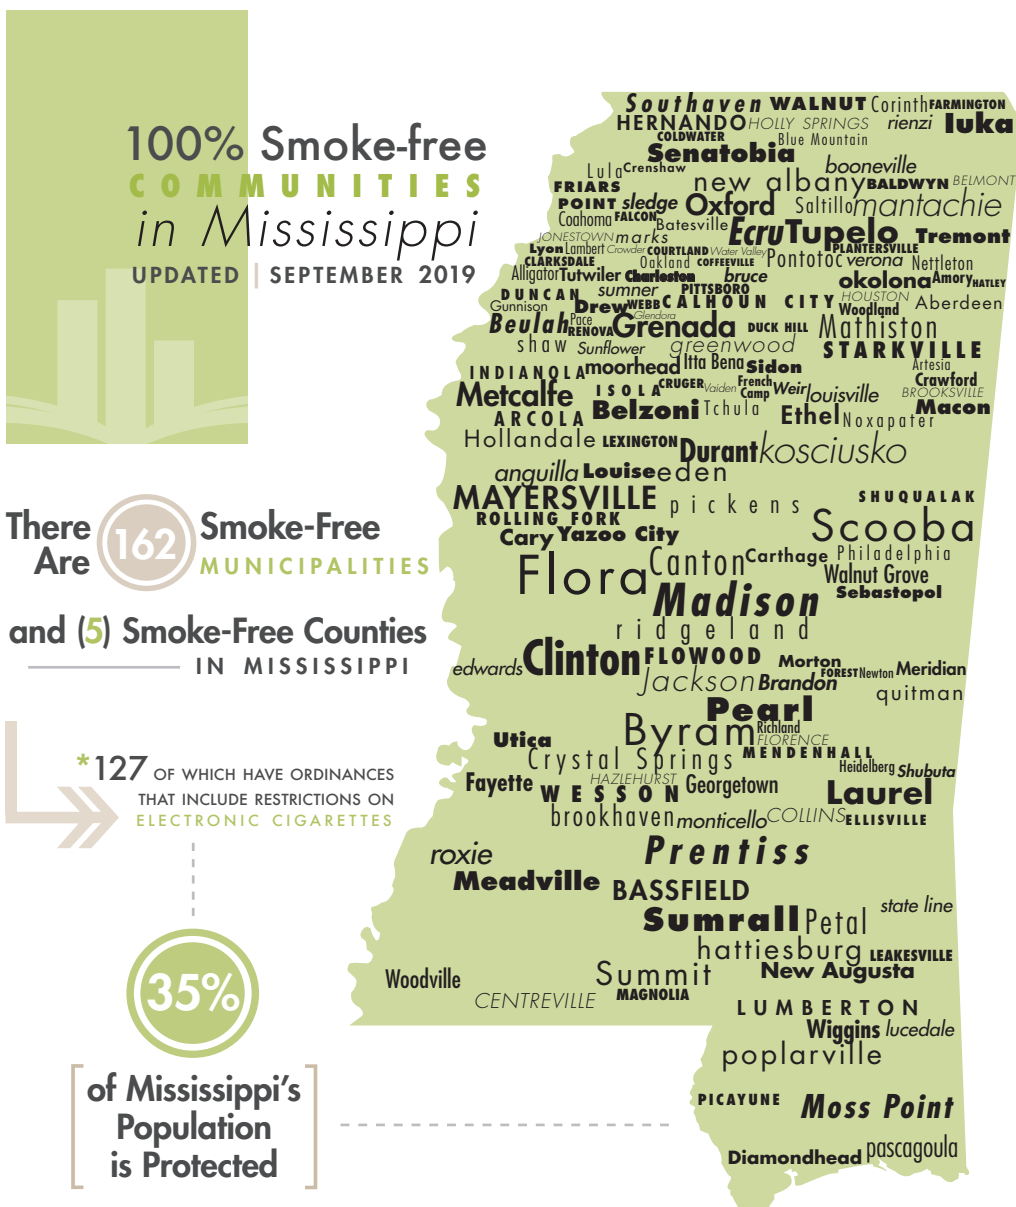 100% Smoke-free
COMMUNITIES
in Mississippi
UPDATED | SEPTEMBER 2019
There Are 162 Smoke-Free
MUNICIPALITIES
and (5) Smoke-Free Counties
IN MISSISSIPPI
*127 OF WHICH HAVE ORDINANCES
THAT INCLUDE RESTRICTIONS ON
ELECTRONIC CIGARETTES
35%
of Mississippi's
Population
is Protected
Southaven WALNUT Corinth FARMINGTON
HERNANDO HOLLY SPRINGS rienzi Iuka
COLDWATER Blue Mountain
Senatobia booneville
Lula Crenshaw new albany BALDWYN BELMONT
FRIARS POINT sledge Oxford Saltillo mantachie
Coahoma FALCON Batesville Ecru Tupelo Tremont
JONESTOWN marks PLANTERSVILLE
Lyon Lambert Crowder COURTLAND Water Valley Pontotoc verona Nettleton
CLARKSDALE Oakland COFFEEVILLE
Alligator Tutwiler Charleston bruce okolona Amory HATLEY
DUNCAN sumner PITTSBORO HOUSTON
Gunnison Drew WEBB CALHOUN CITY Woodland Aberdeen
Beulah Pace RENOVA Glendora Grenada DUCK HILL Mathiston
shaw Sunflower greenwood STARKVILLE
INDIANOLA moorhead Itta Bena Sidon Artesia
Metcalfe ISOLA CRUGER Vaiden French Camp Weir louisville Crawford
BROOKSVILLE
ARCOLA Belzoni Tchula Ethel Noxapater Macon
Hollandale LEXINGTON Durant kosciusko
anguilla Louise eden
MAYERSVILLE pickens SHUQUALAK
ROLLING FORK Scooba
Cary Yazoo City
Flora Canton Carthage Philadelphia
Walnut Grove
Madison Sebastopol
ridgeland
edwards Clinton FLOWOOD Morton FOREST Newton Meridian
Jackson Brandon quitman
Pearl
Byram Richland
FLORENCE
Utica Crystal Springs MENDENHALL
Heidelberg Shubuta
Fayette HAZLEHURST Georgetown
WESSON Laurel
brookhaven monticello COLLINS ELLISVILLE
roxie Prentiss
Meadville BASSFIELD
Sumrall Petal state line
hattiesburg LEAKESVILLE
Woodville Summit New Augusta
CENTREVILLE MAGNOLIA
LUMBERTON
Wiggins lucedale
poplarville
PICAYUNE Moss Point
Diamondhead pascagoula